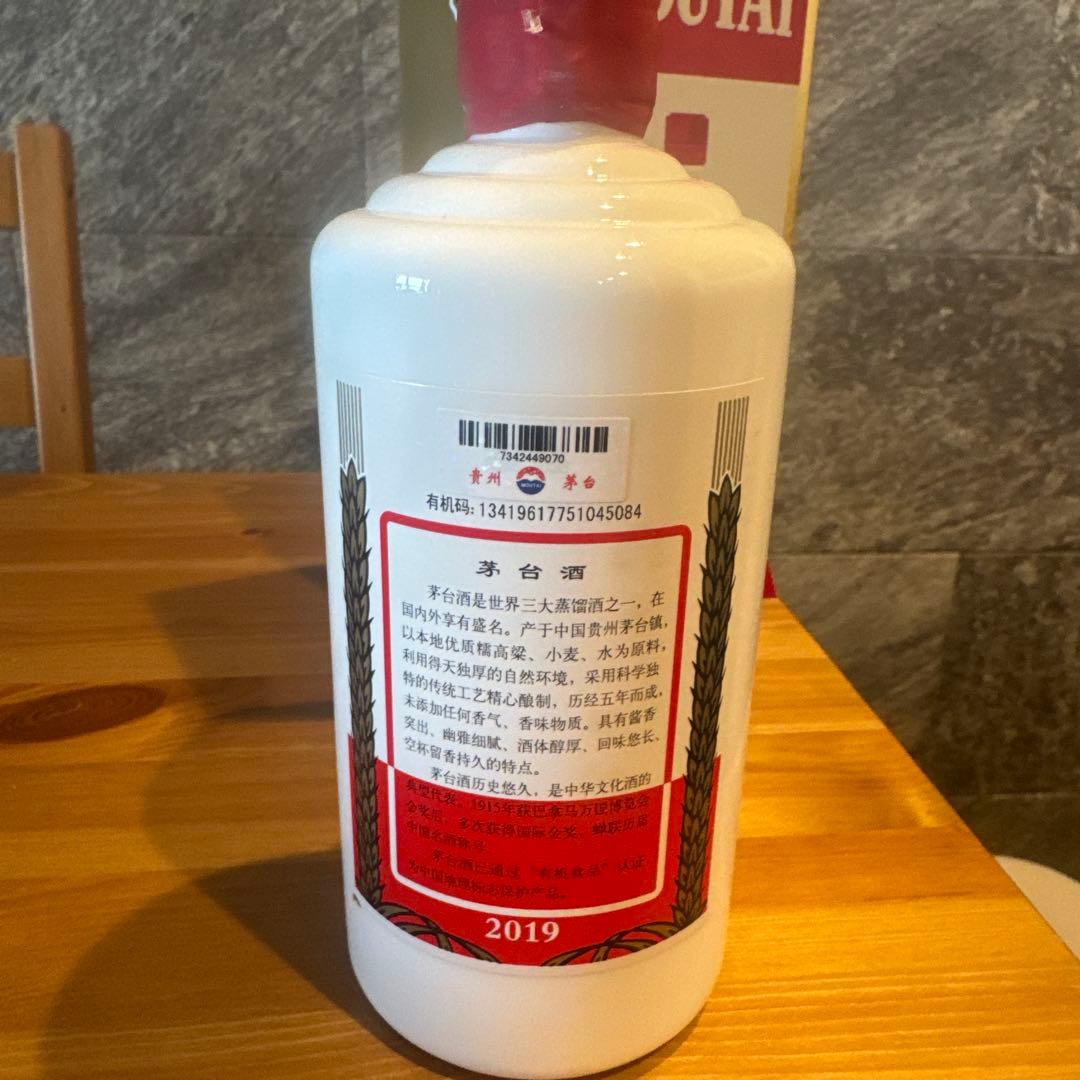 OUTAI
7342449070
贵州 MOUTAI 茅台
有机码:13419617751045084
茅台酒
茅台酒是世界三大蒸馏酒之一，在
国内外享有盛名。产于中国贵州茅台镇，
以本地优质糯高粱、小麦、水为原料，
利用得天独厚的自然环境，采用科学独
特的传统工艺精心酿制，历经五年而成，
未添加任何香气、香味物质。具有酱香
突出、幽雅细腻、酒体醇厚、回味悠长、
空杯留香持久的特点。
茅台酒历史悠久，是中华文化酒的
典型代表。1915年获巴拿马万国博览会
金奖后，多次获得国际金奖，蝉联历届
中国名酒称号。
茅台酒已通过“有机食品”认证，
为中国地理标志保护产品。
2019